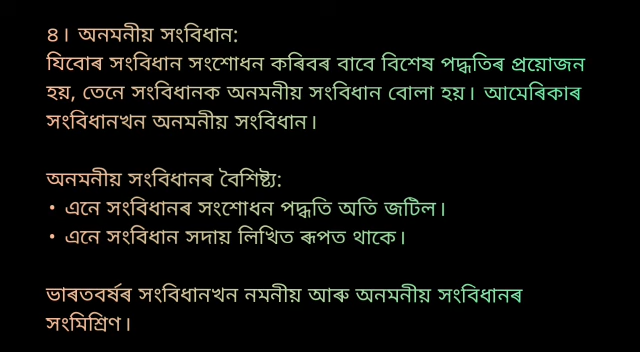 ৪। অনমনীয় সংবিধান:
যিবোৰ সংবিধান সংশোধন কৰিবৰ বাবে বিশেষ পদ্ধতিৰ প্ৰয়োজন
হয়, তেনে সংবিধানক অনমনীয় সংবিধান বোলা হয়। আমেৰিকাৰ
সংবিধানখন অনমনীয় সংবিধান।
অনমনীয় সংবিধানৰ বৈশিষ্ট্য:
• এনে সংবিধানৰ সংশোধন পদ্ধতি অতি জটিল।
• এনে সংবিধান সদায় লিখিত ৰূপত থাকে।
ভাৰতবৰ্ষৰ সংবিধানখন নমনীয় আৰু অনমনীয় সংবিধানৰ
সংমিশ্ৰিণ।